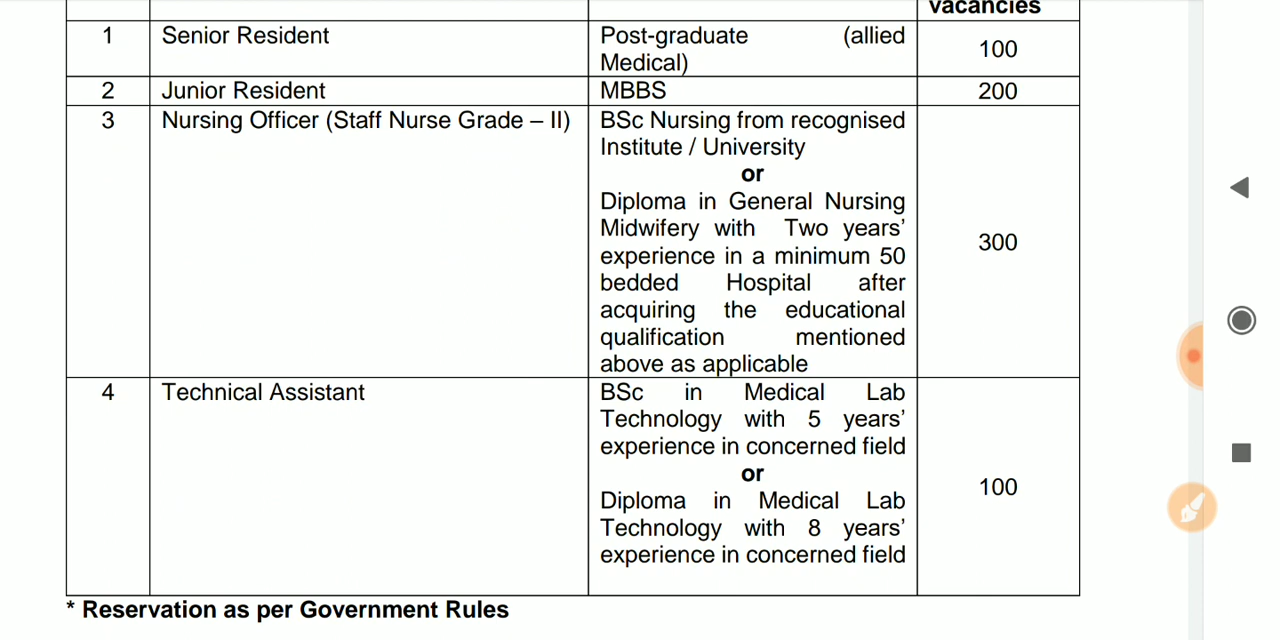 vacancies
1 Senior Resident Post-graduate (allied
Medical) 100
2 Junior Resident MBBS 200
3 Nursing Officer (Staff Nurse Grade – II) BSc Nursing from recognised
Institute / University
or
Diploma in General Nursing
Midwifery with Two years’
experience in a minimum 50
300
bedded Hospital after
acquiring the educational
qualification mentioned
above as applicable
4 Technical Assistant BSc in Medical Lab
Technology with 5 years’
experience in concerned field
or
100
Diploma in Medical Lab
Technology with 8 years’
experience in concerned field
* Reservation as per Government Rules